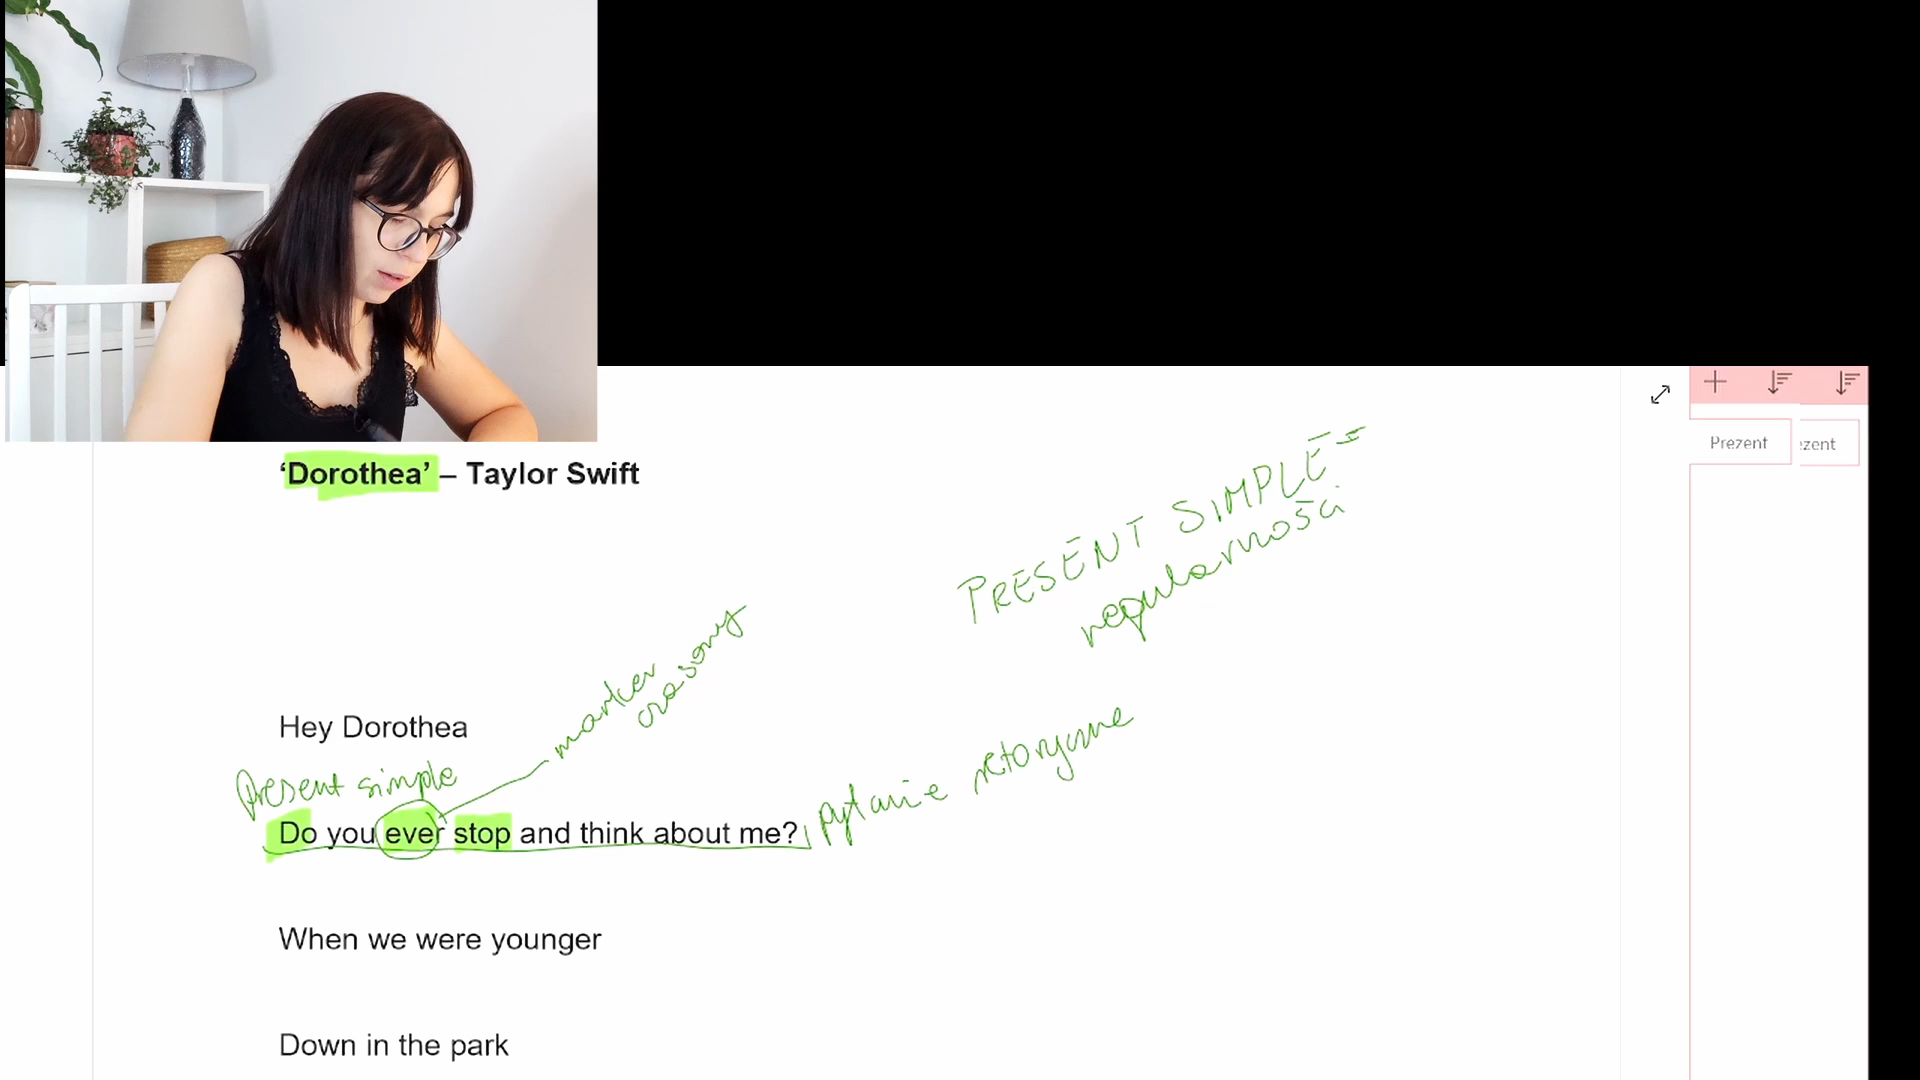 Prezent
zent
‘Dorothea’ – Taylor Swift
PRESENT SIMPLE =
regularności
marker
czasowy
Hey Dorothea
Present simple
pytanie retoryczne
Do you ever stop and think about me?
When we were younger
Down in the park